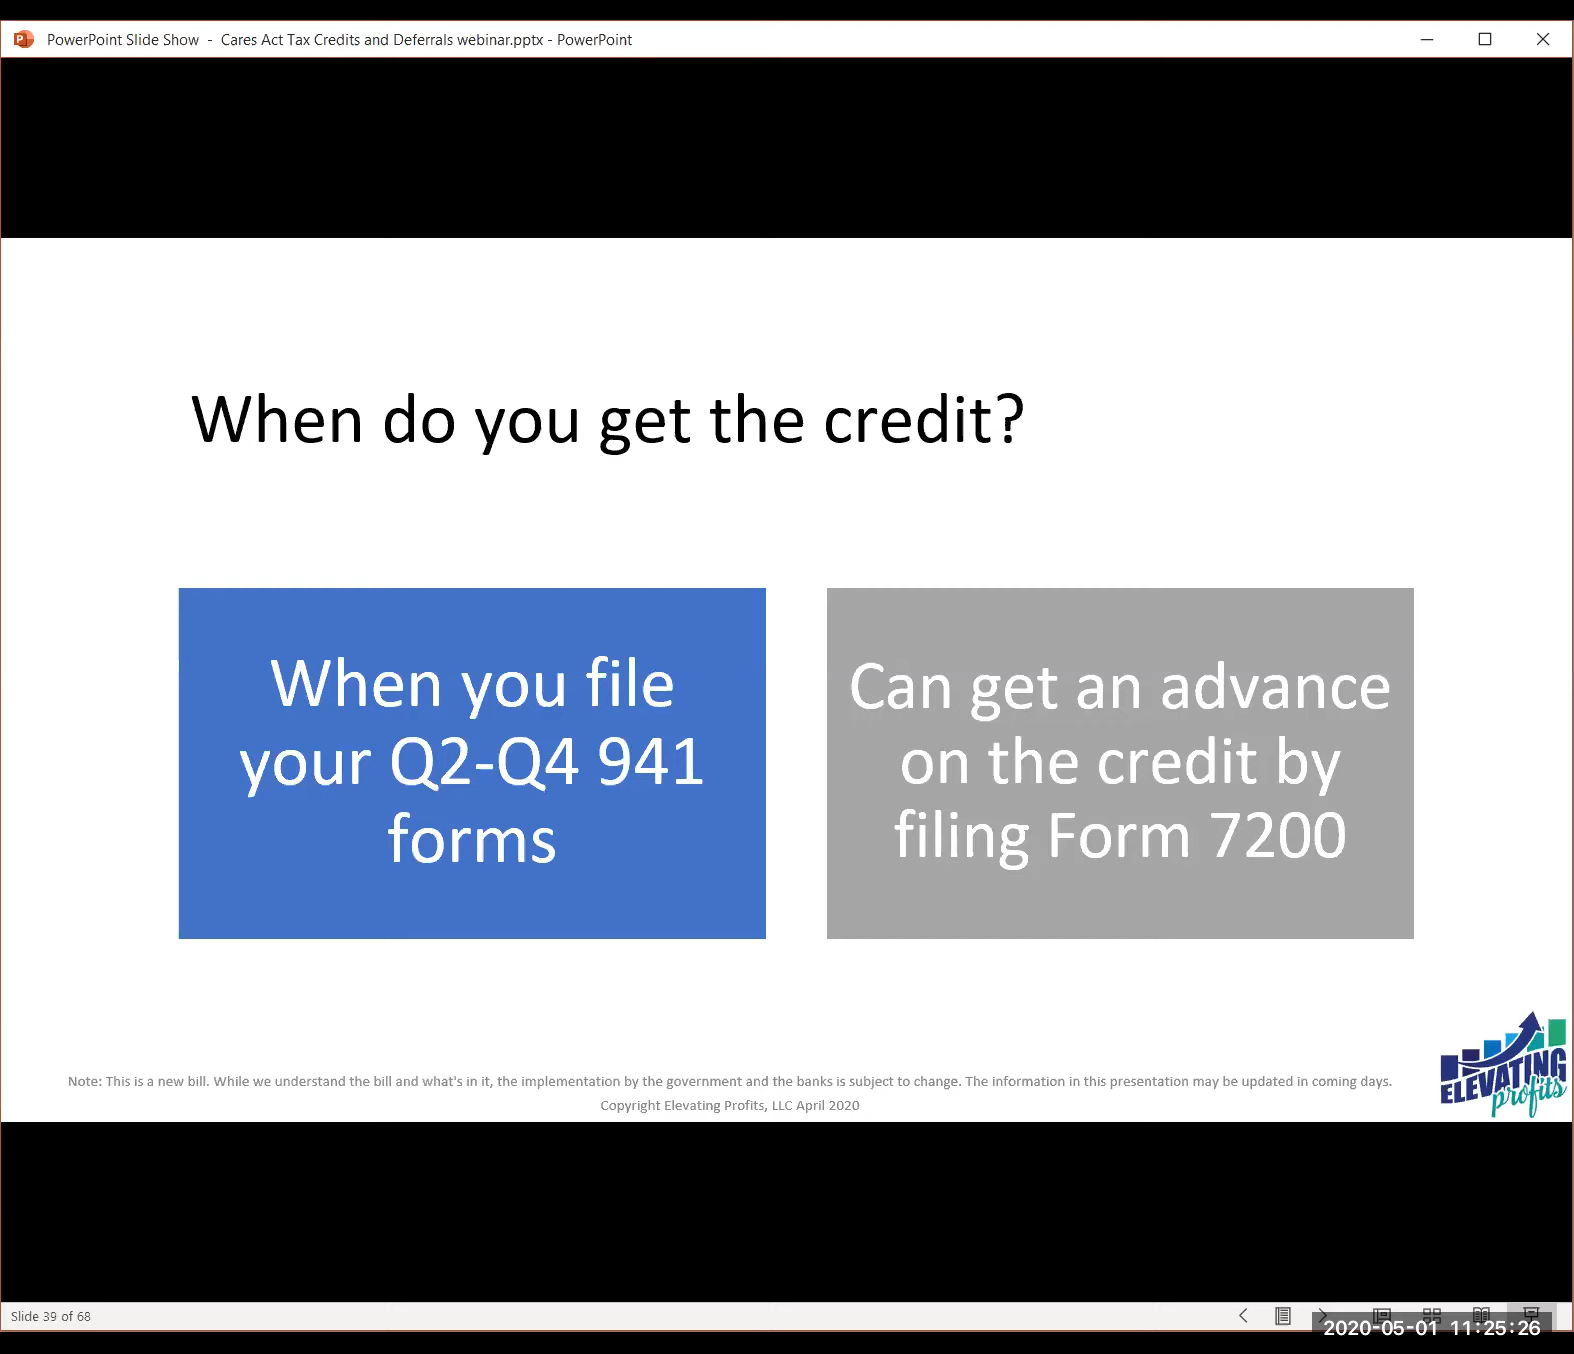 PowerPoint Slide Show - Cares Act Tax Credits and Deferrals webinar.pptx - PowerPoint
When do you get the credit?
When you file
your Q2-Q4 941
forms
Can get an advance
on the credit by
filing Form 7200
Note: This is a new bill. While we understand the bill and what's in it, the implementation by the government and the banks is subject to change. The information in this presentation may be updated in coming days.
Copyright Elevating Profits, LLC April 2020
ELEVATING
profits
Slide 39 of 68
2020-05-01 11:25:26